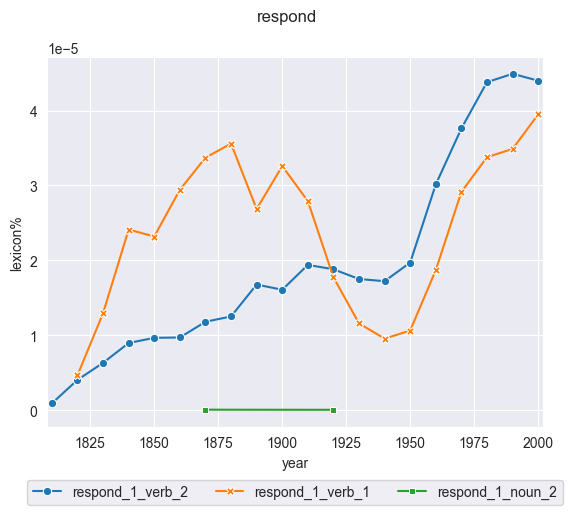 respond
1e−5
4
3
2
1
0
lexicon%
1825 1850 1875 1900 1925 1950 1975 2000
year
respond_1_verb_2 respond_1_verb_1 respond_1_noun_2